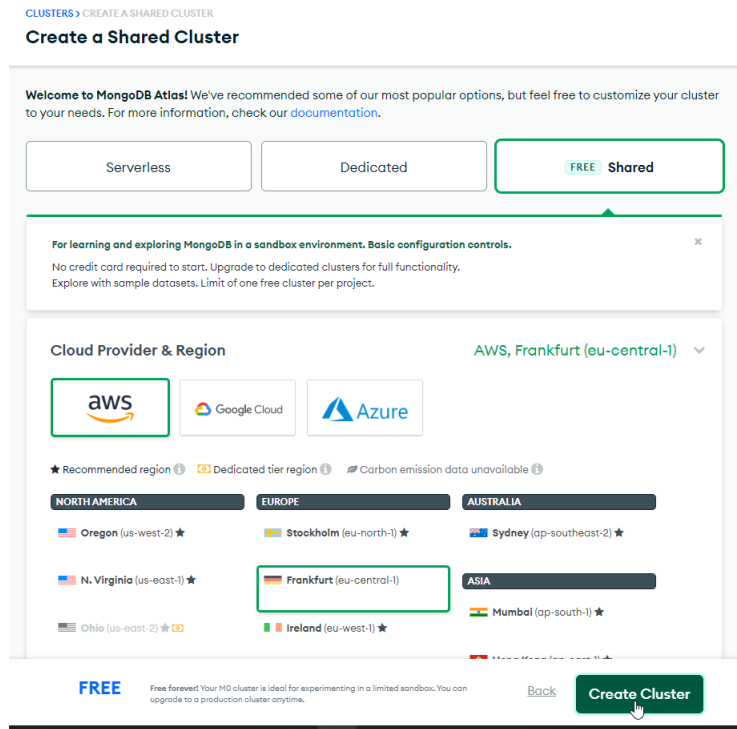 CLUSTERS > CREATE A SHARED CLUSTER
Create a Shared Cluster
Welcome to MongoDB Atlas! We've recommended some of our most popular options, but feel free to customize your cluster
to your needs. For more information, check our documentation.
Serverless
Dedicated
FREE Shared
For learning and exploring MongoDB in a sandbox environment. Basic configuration controls.
No credit card required to start. Upgrade to dedicated clusters for full functionality.
Explore with sample datasets. Limit of one free cluster per project.
Cloud Provider & Region
AWS, Frankfurt (eu-central-1)
aws
Google Cloud
Azure
Recommended region
Dedicated tier region
Carbon emission data unavailable
NORTH AMERICA
Oregon (us-west-2)
N. Virginia (us-east-1)
Ohio (us-east-2)
EUROPE
Stockholm (eu-north-1)
Frankfurt (eu-central-1)
Ireland (eu-west-1)
AUSTRALIA
Sydney (ap-southeast-2)
ASIA
Mumbai (ap-south-1)
FREE
Free forever! Your M0 cluster is ideal for experimenting in a limited sandbox. You can
upgrade to a production cluster anytime.
Back
Create Cluster